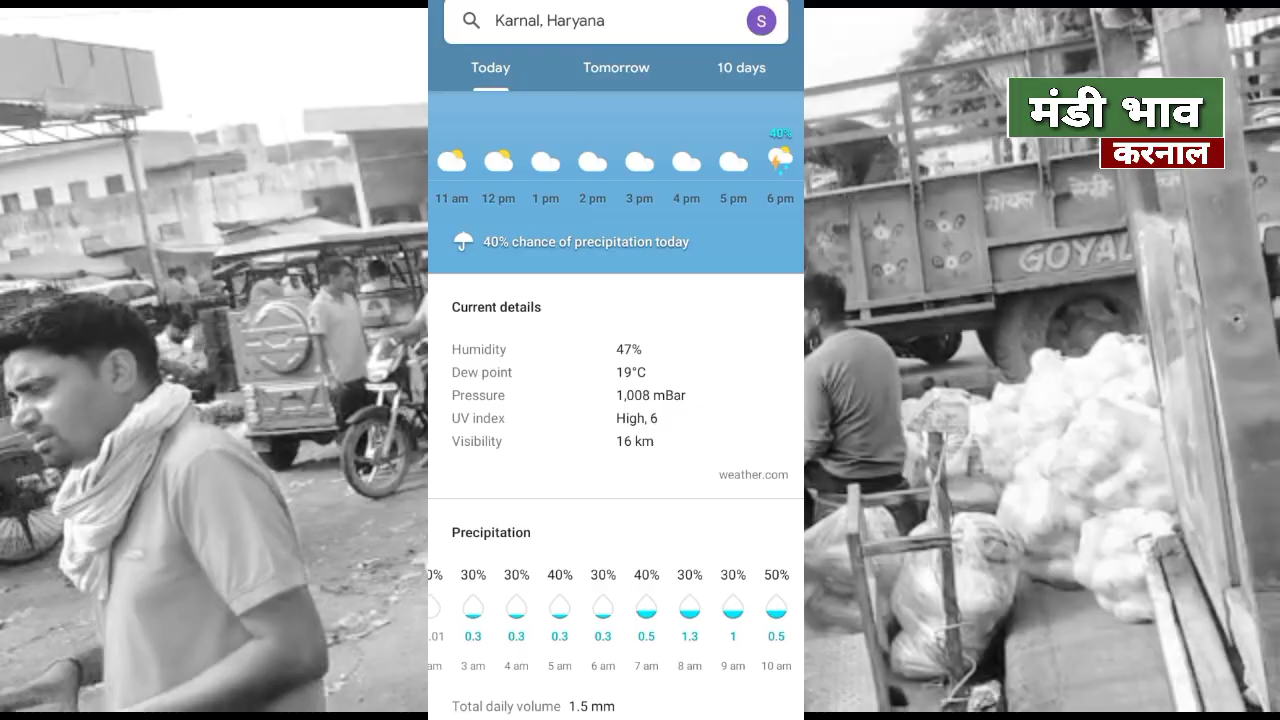 Karnal, Haryana
S
Today Tomorrow 10 days
मंडी भाव
करनाल
40%
11 am 12 pm 1 pm 2 pm 3 pm 4 pm 5 pm 6 pm
40% chance of precipitation today
GOYAL
Current details
Humidity 47%
Dew point 19°C
Pressure 1,008 mBar
UV index High, 6
Visibility 16 km
weather.com
Precipitation
0% 30% 30% 40% 30% 40% 30% 30% 50%
.01 0.3 0.3 0.3 0.3 0.5 1.3 1 0.5
am 3 am 4 am 5 am 6 am 7 am 8 am 9 am 10 am
Total daily volume 1.5 mm